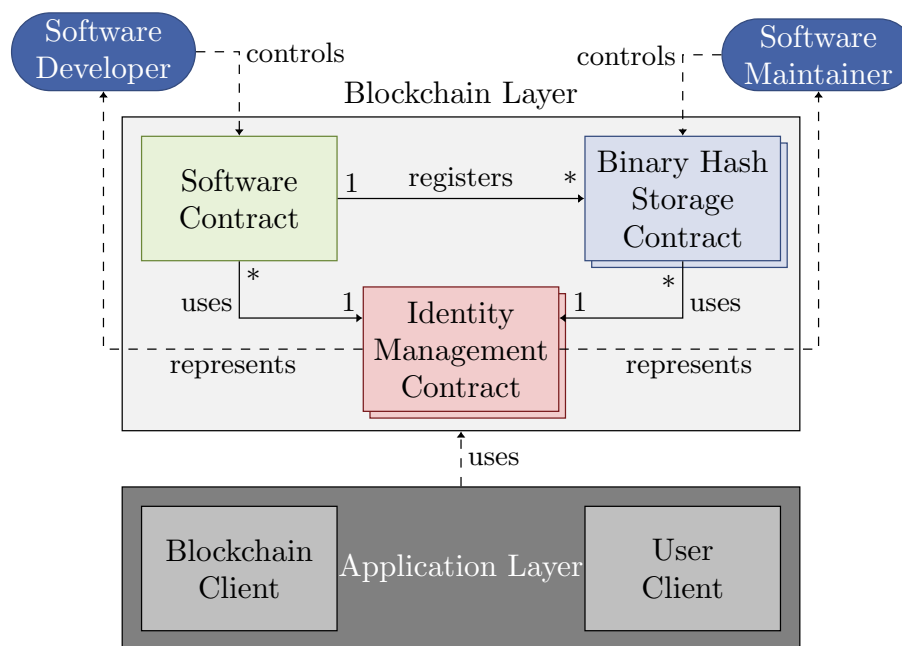 Software
Developer
controls
controls
Software
Maintainer
Blockchain Layer
Software
Contract
1
registers
*
Binary Hash
Storage
Contract
*
uses
1
Identity
Management
Contract
1
*
uses
represents
represents
uses
Blockchain
Client
Application Layer
User
Client